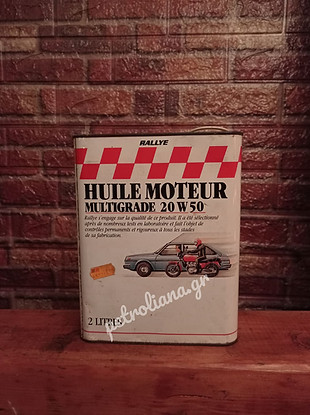 RALLYE
HUILE MOTEUR
MULTIGRADE 20W50
Rallye s'engage sur la qualité de ce produit. Il a été sélectionné
après de nombreux tests en laboratoire et fait l'objet de
contrôles permanents et rigoureux à tous les stades
de sa fabrication.
petroliana.gr
2 LITRES